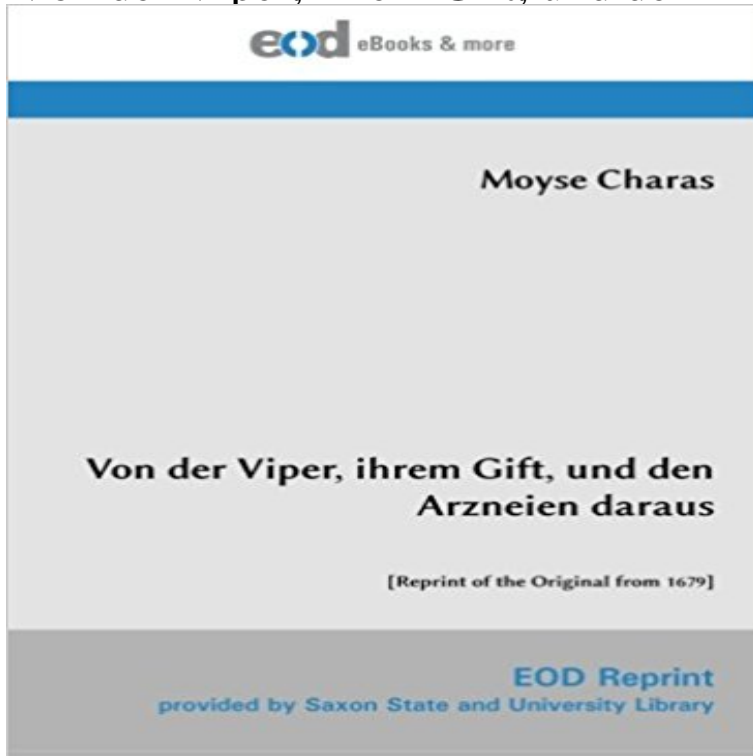 eod eBooks & more
Moyse Charas
Von der Viper, ihrem Gift, und den
Arzneien daraus
[Reprint of the Original from 1679]
EOD Reprint
provided by Saxon State and University Library